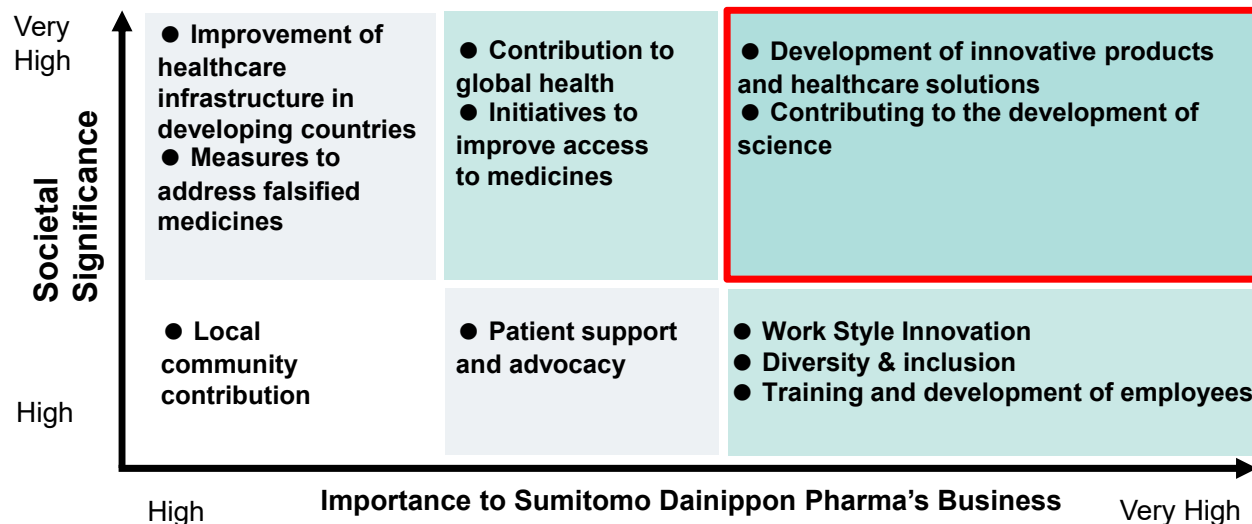 Very
High
Societal
Significance
High
● Improvement of
healthcare
infrastructure in
developing countries
● Measures to
address falsified
medicines
● Contribution to
global health
● Initiatives to
improve access
to medicines
● Development of innovative products
and healthcare solutions
● Contributing to the development of
science
● Local
community
contribution
● Patient support
and advocacy
● Work Style Innovation
● Diversity & inclusion
● Training and development of employees
High
Importance to Sumitomo Dainippon Pharma's Business
Very High